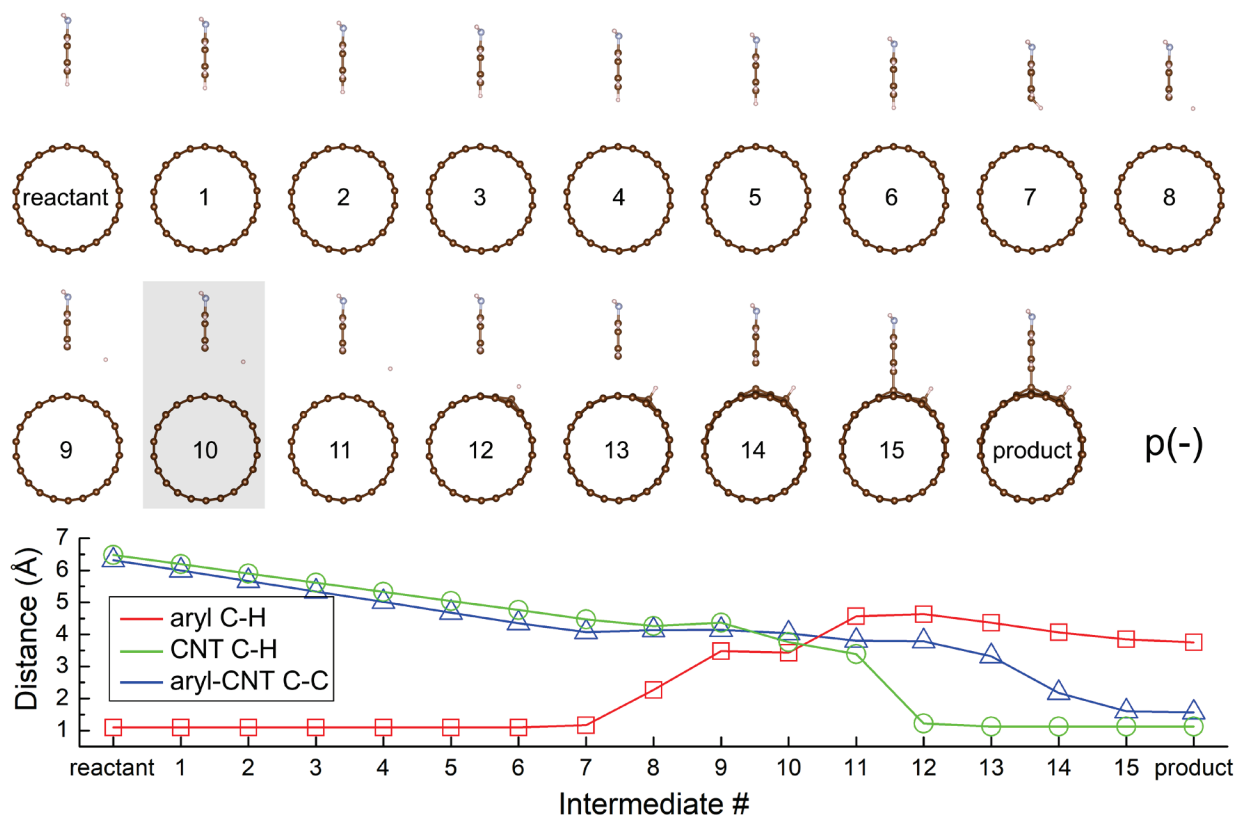 reactant 1 2 3 4 5 6 7 8
9 10 11 12 13 14 15 product p(-)
7
6
5
4
3
2
1
Distance (Å)
aryl C-H
CNT C-H
aryl-CNT C-C
reactant 1 2 3 4 5 6 7 8 9 10 11 12 13 14 15 product
Intermediate #